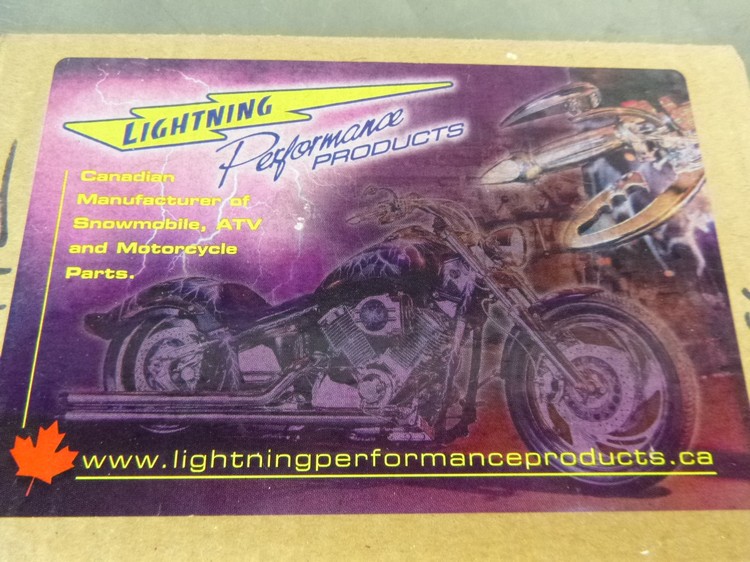 LIGHTNING
Performance
PRODUCTS
Canadian
Manufacturer of
Snowmobile, ATV
and Motorcycle
Parts.
www.lightningperformanceproducts.ca